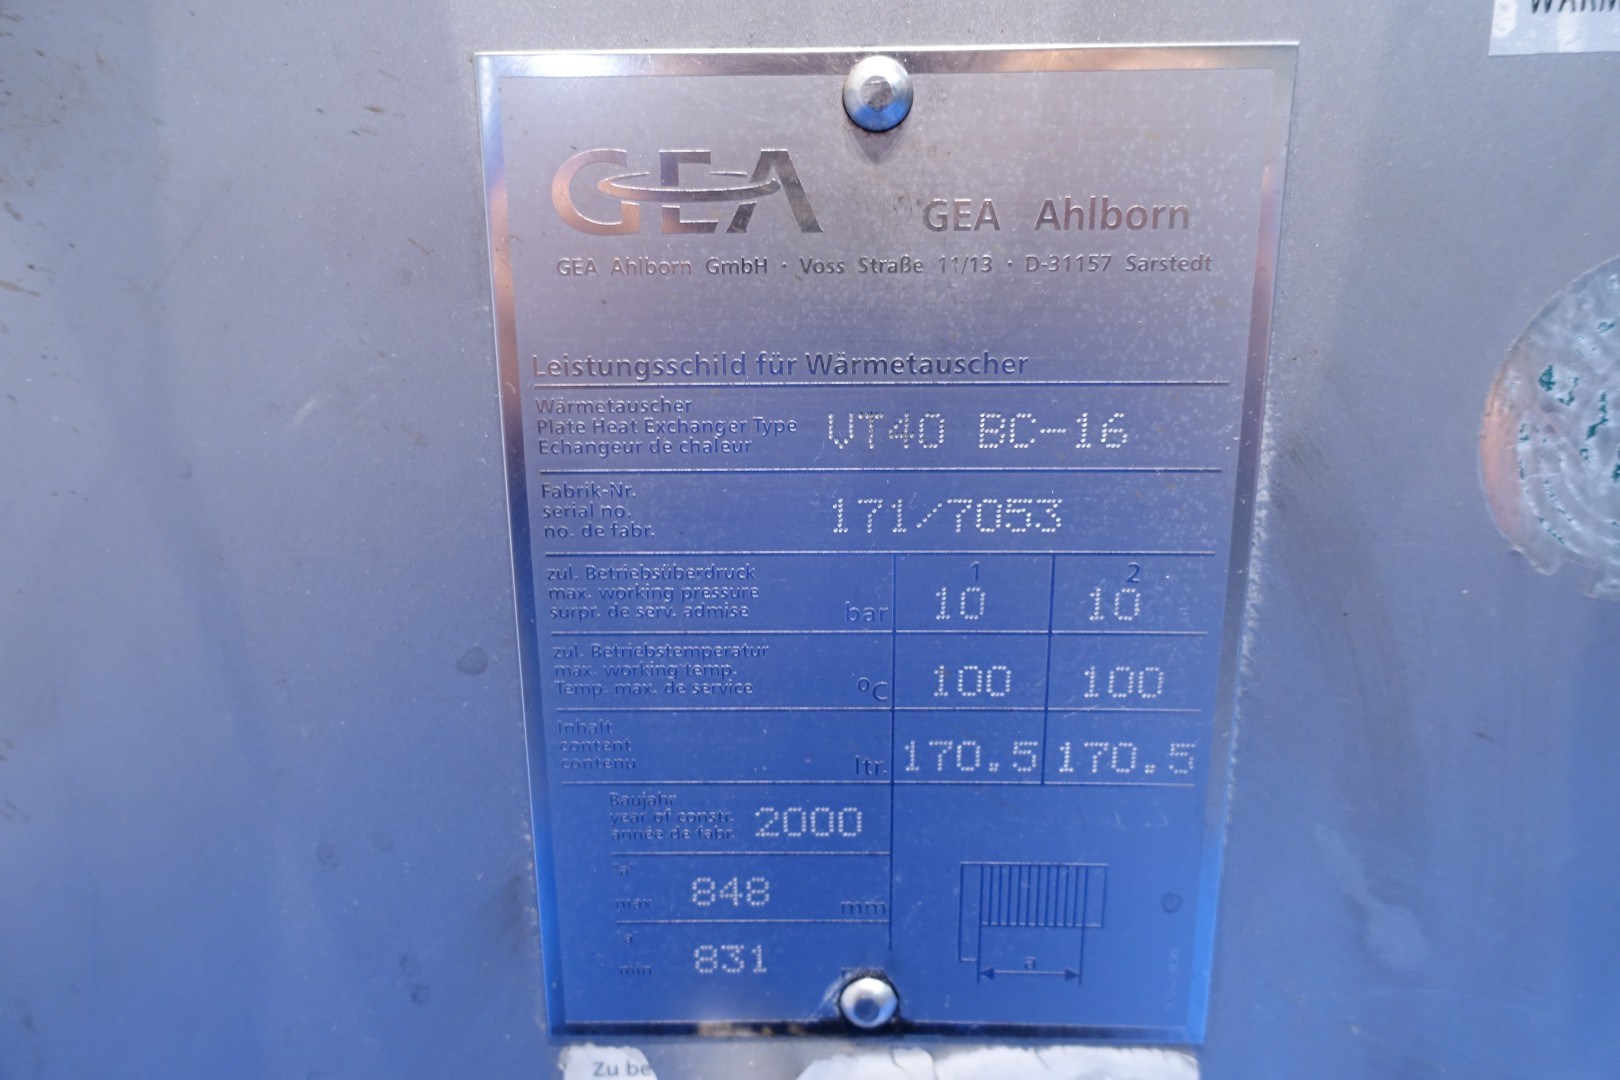 WARM
GEA
GEA Ahlborn
GEA Ahlborn GmbH · Voss Straße 11/13 · D-31157 Sarstedt
Leistungsschild für Wärmetauscher
Wärmetauscher
Plate Heat Exchanger Type VT40 BC-16
Echangeur de chaleur
Fabrik-Nr.
serial no. 171/7053
no. de fabr.
zul. Betriebsüberdruck 1 2
max. working pressure
surpr. de serv. admise bar 10 10
zul. Betriebstemperatur
max. working temp.
Temp. max. de service °C 100 100
Inhalt
content
contenu ltr. 170.5 170.5
Baujahr
year of constr. 2000
année de fabr.
"a"
max 848 mm
"a"
min 831
a
Zu be